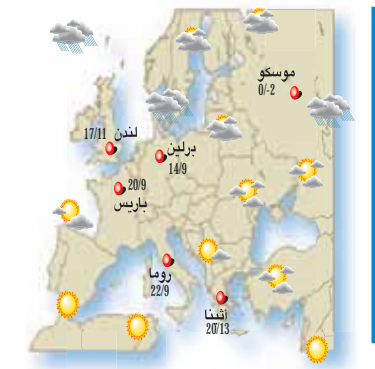 موسكو
0/-2
لندن
17/11
برلين
14/9
20/9
باريس
روما
22/9
أثينا
20/13